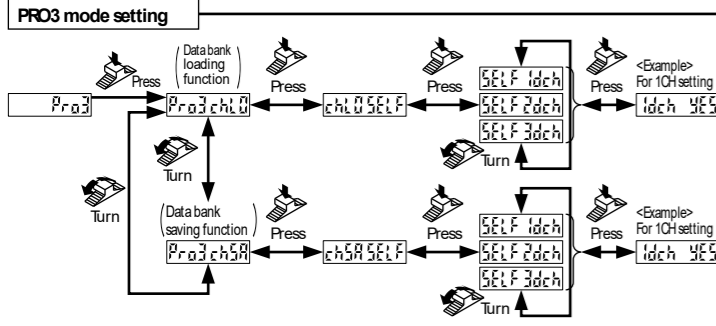 PRO3 mode setting
(Data bank
loading
function)
Press
Press
Press
Press
<Example>
For 1CH setting
Pro3
Pro3 chLO
chLO SELF
SELF 1dch
SELF 2dch
SELF 3dch
1dch YES
Turn
Turn
Turn
(Data bank
saving function)
Press
Press
Press
<Example>
For 1CH setting
Pro3 chSA
chSA SELF
SELF 1dch
SELF 2dch
SELF 3dch
1dch YES
Turn